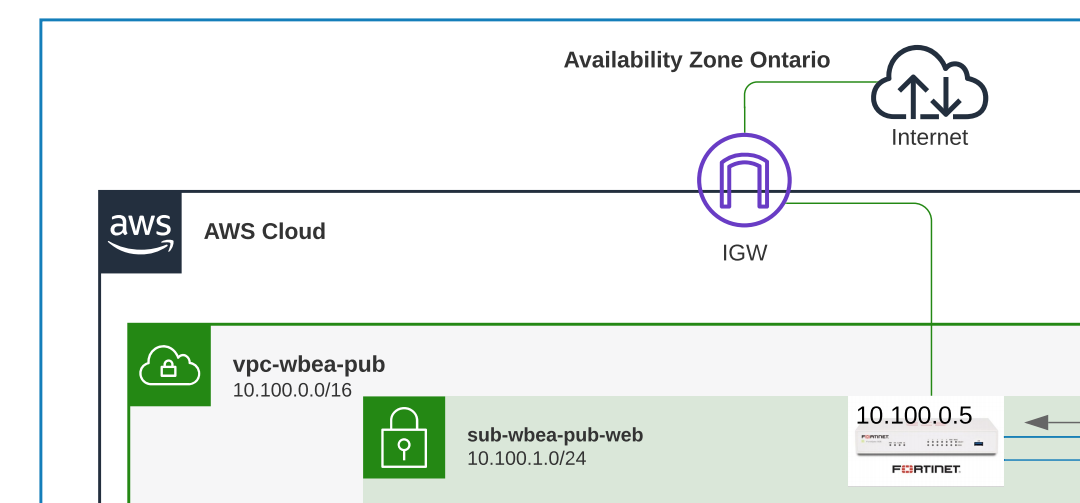 Availability Zone Ontario
Internet
aws
AWS Cloud
IGW
vpc-wbea-pub
10.100.0.0/16
sub-wbea-pub-web
10.100.1.0/24
10.100.0.5
FORTINET
FORTINET